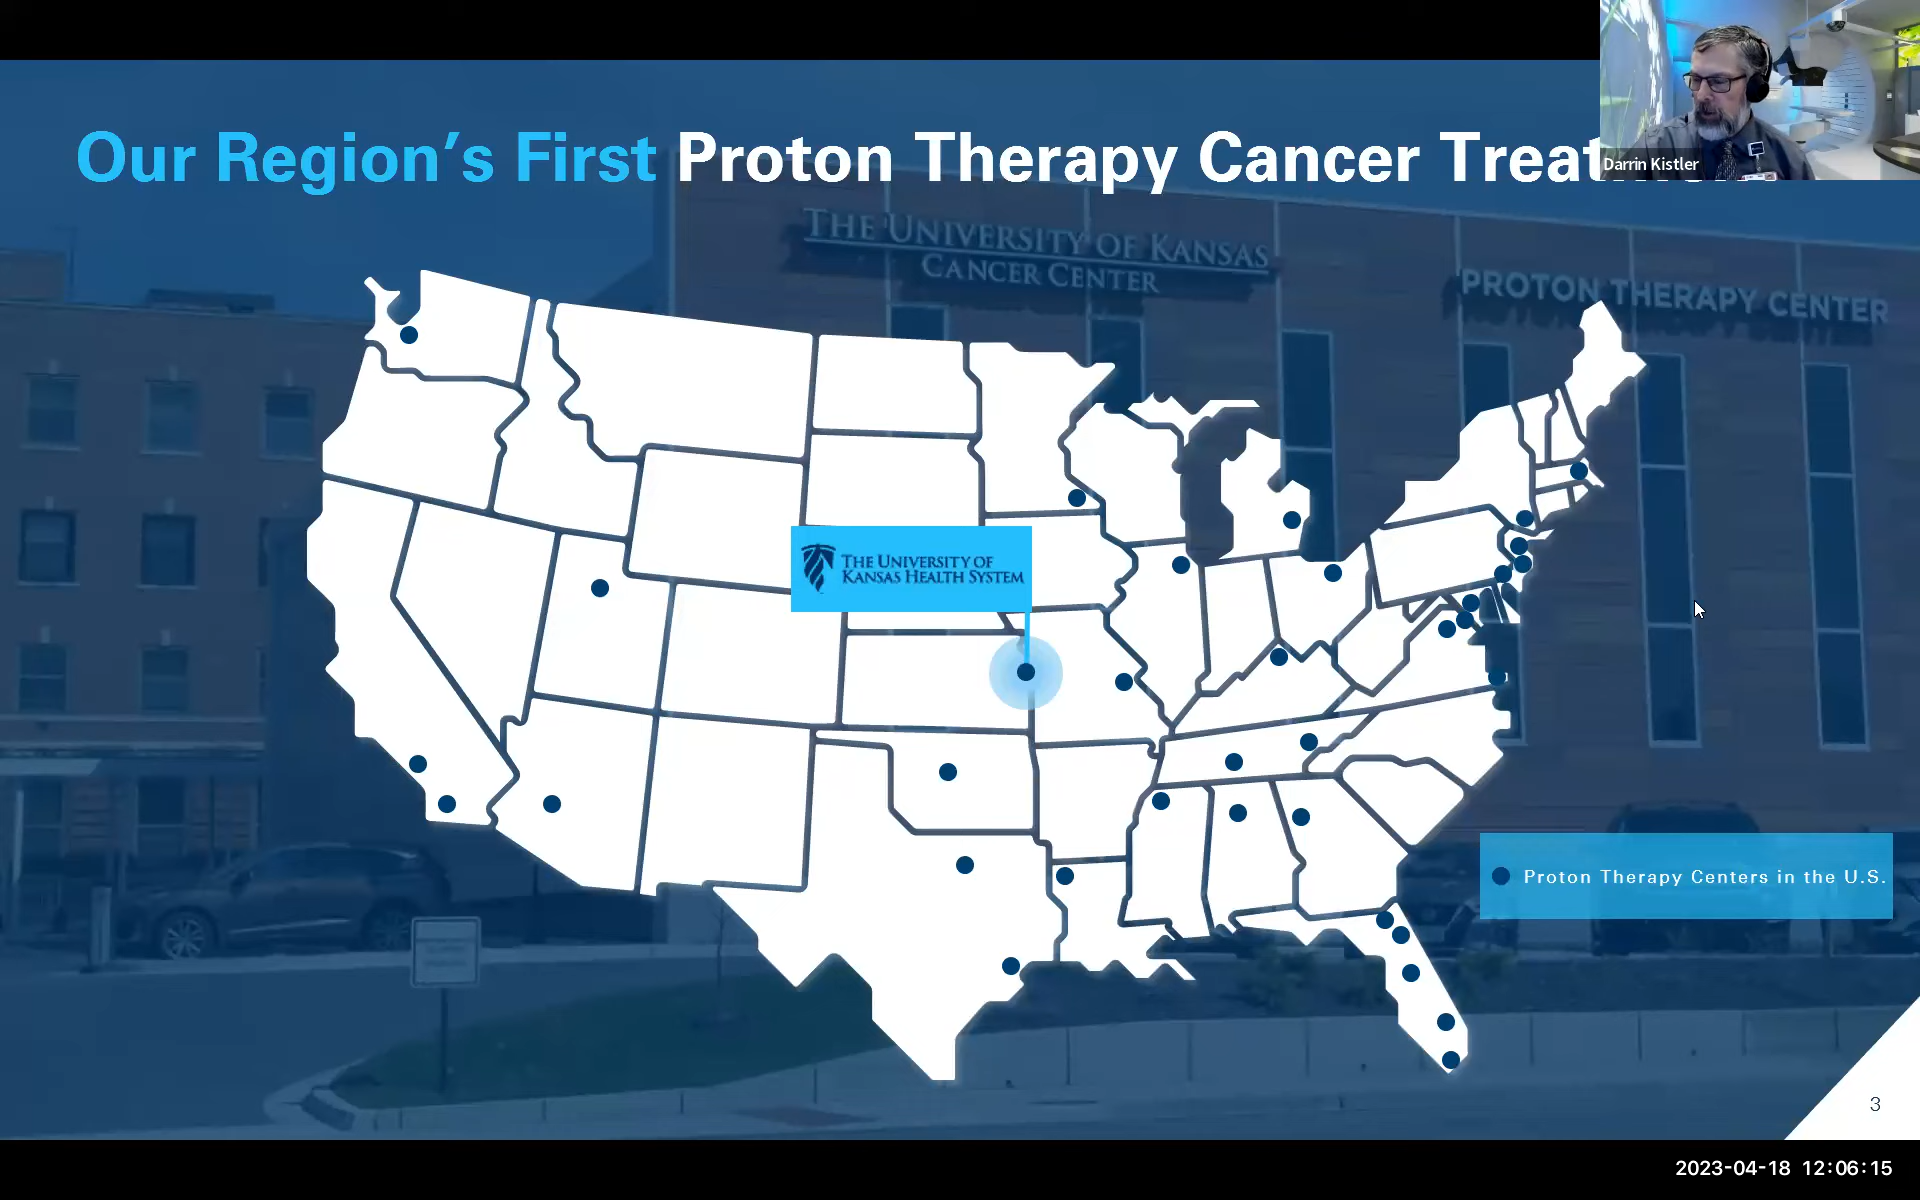 Our Region’s First Proton Therapy Cancer
Darrin Kistler
THE UNIVERSITY OF KANSAS
CANCER CENTER
PROTON THERAPY CENTER
THE UNIVERSITY OF
KANSAS HEALTH SYSTEM
Proton Therapy Centers in the U.S.
3
2023-04-18 12:06:15